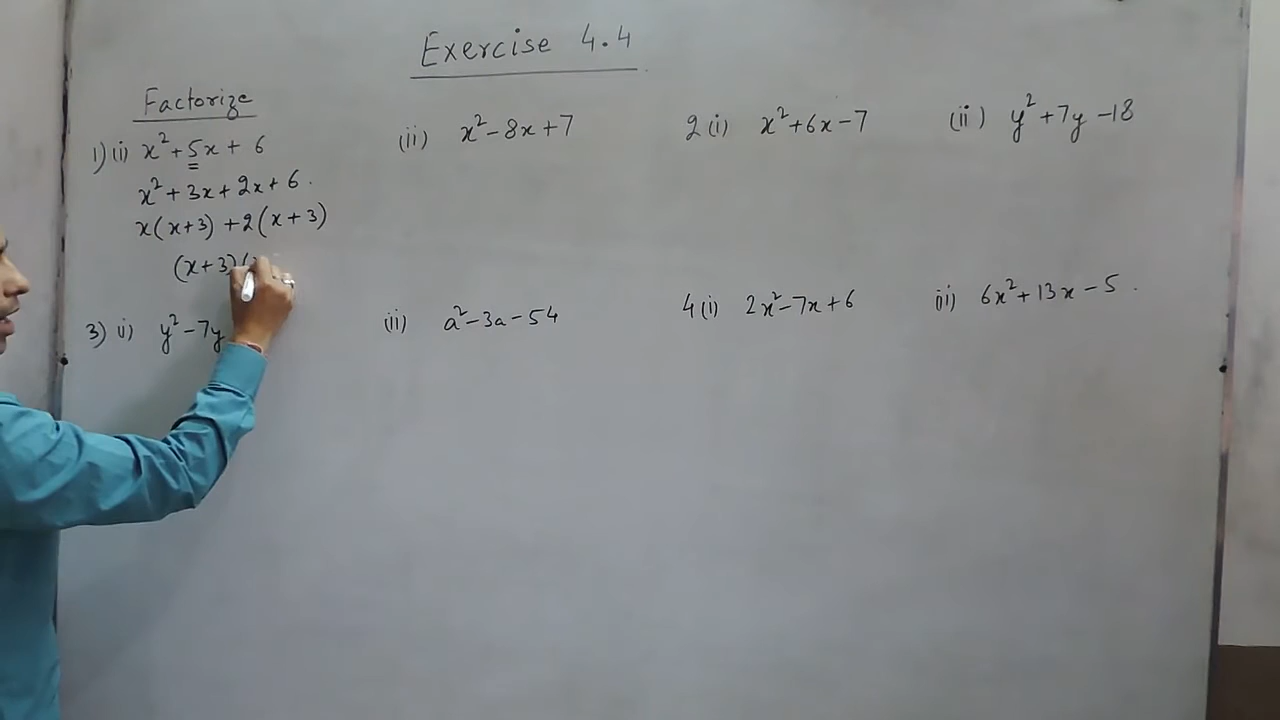 Exercise 4.4
Factorize
1) (i) x² + 5x + 6
x² + 3x + 2x + 6.
x(x+3) + 2(x+3)
(x+3)(
(ii) x² - 8x + 7
2 (i) x² + 6x - 7
(ii) y² + 7y - 18
3) i) y² - 7y
(ii) a² - 3a - 54
4 (i) 2x² - 7x + 6
ii) 6x² + 13x - 5 .